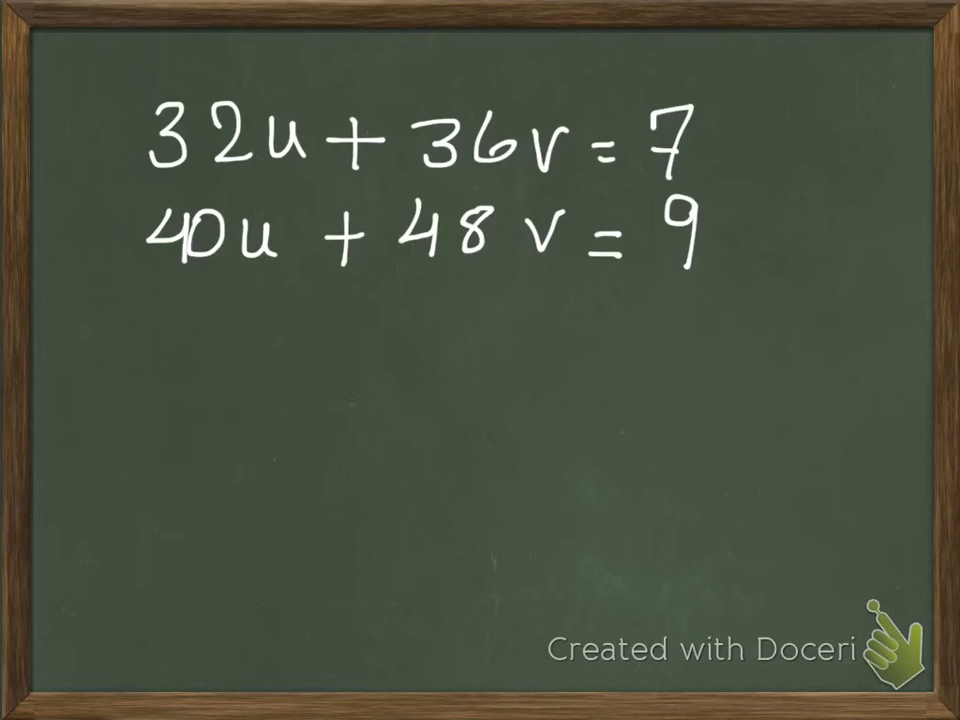 32u + 36v = 7
40u + 48v = 9
Created with Doceri